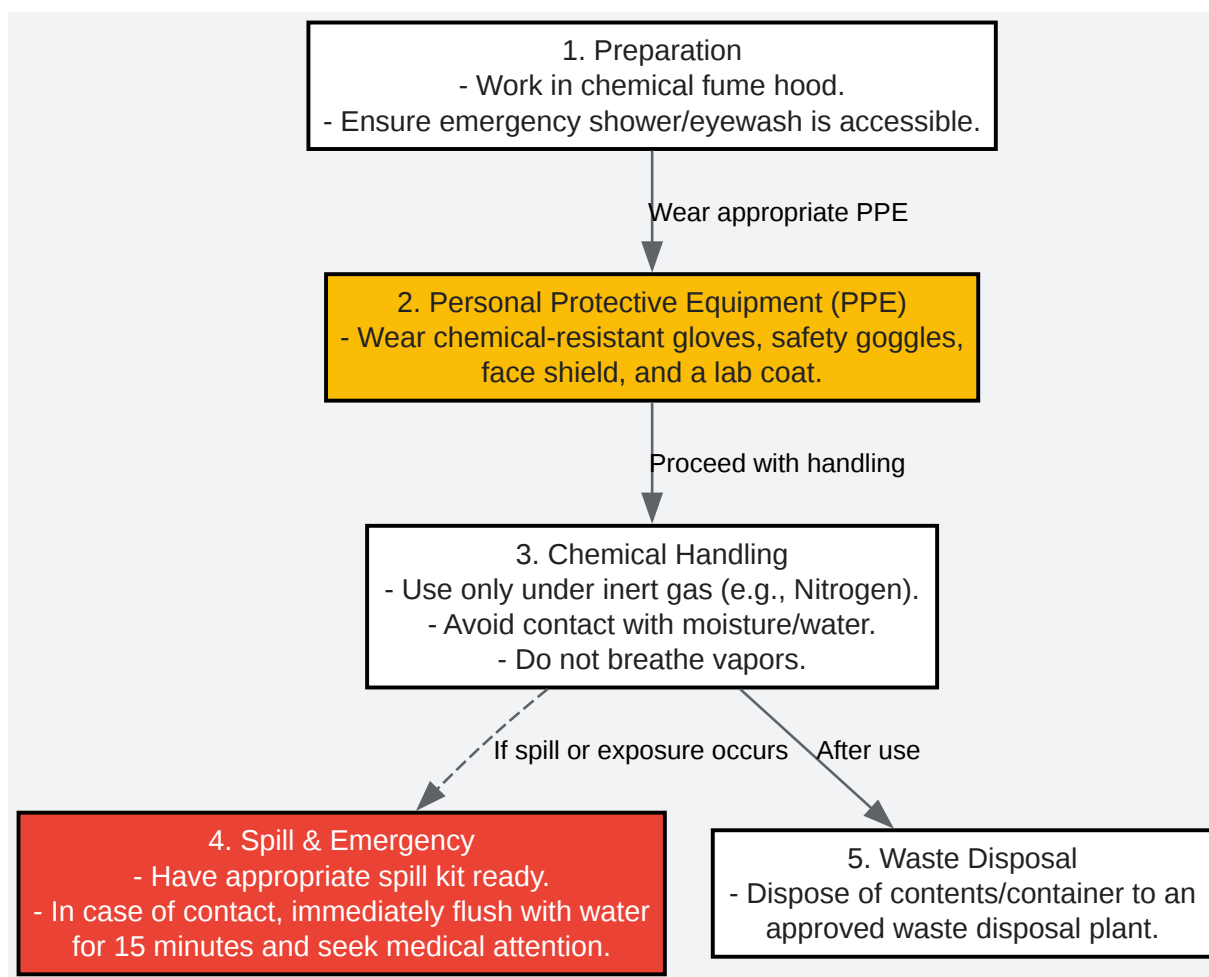 1. Preparation
- Work in chemical fume hood.
- Ensure emergency shower/eyewash is accessible.
Wear appropriate PPE
2. Personal Protective Equipment (PPE)
- Wear chemical-resistant gloves, safety goggles,
face shield, and a lab coat.
Proceed with handling
3. Chemical Handling
- Use only under inert gas (e.g., Nitrogen).
- Avoid contact with moisture/water.
- Do not breathe vapors.
If spill or exposure occurs
After use
4. Spill & Emergency
- Have appropriate spill kit ready.
- In case of contact, immediately flush with water
for 15 minutes and seek medical attention.
5. Waste Disposal
- Dispose of contents/container to an
approved waste disposal plant.